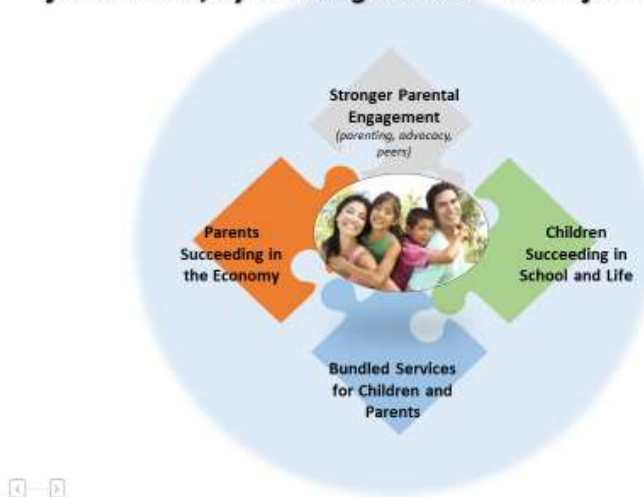 Stronger Parental
Engagement
(parenting, advocacy,
peers)
Parents
Succeeding in
the Economy
Children
Succeeding in
School and Life
Bundled Services
for Children and
Parents